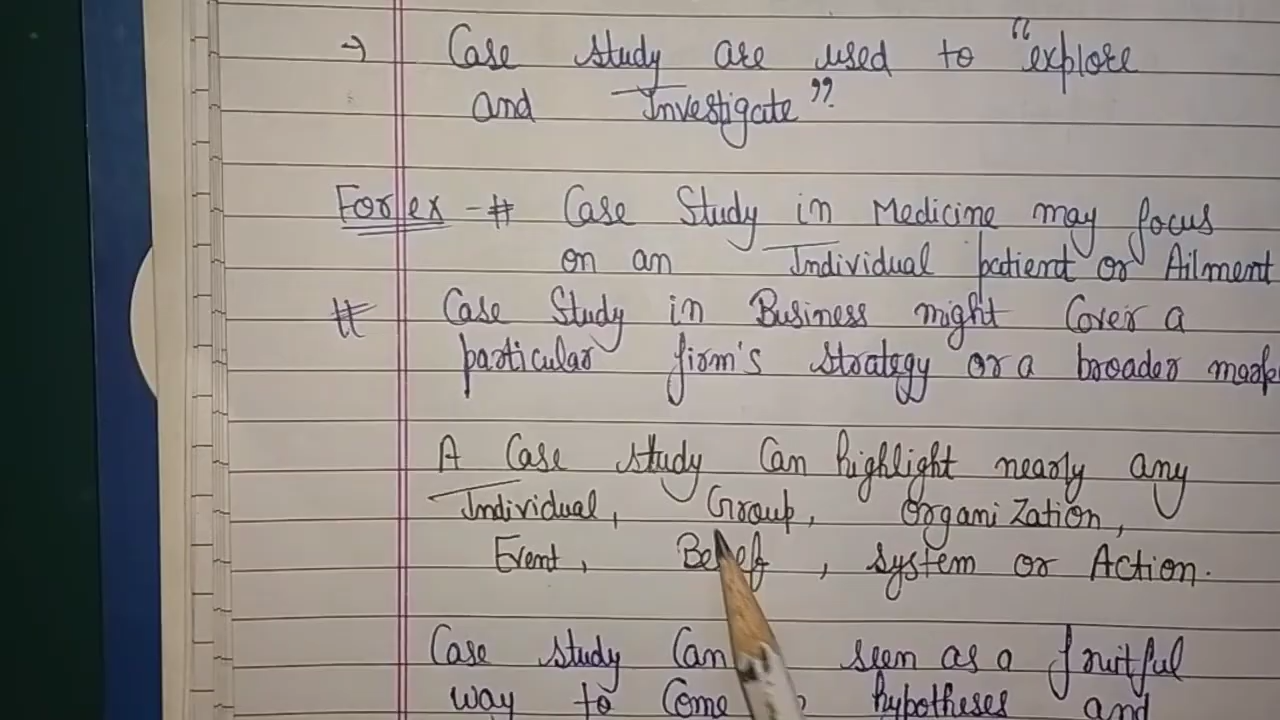 → Case study are used to "explore
and Investigate"
For ex - # Case Study in Medicine may focus
on an Individual patient or Ailment
# Case Study in Business might Cover a
particular firm's strategy or a broader
A Case study Can highlight nearly any
Individual, Group, Organization,
Event, Belief, system or Action.
Case study Can seen as a fruitful
way to Come hypotheses and